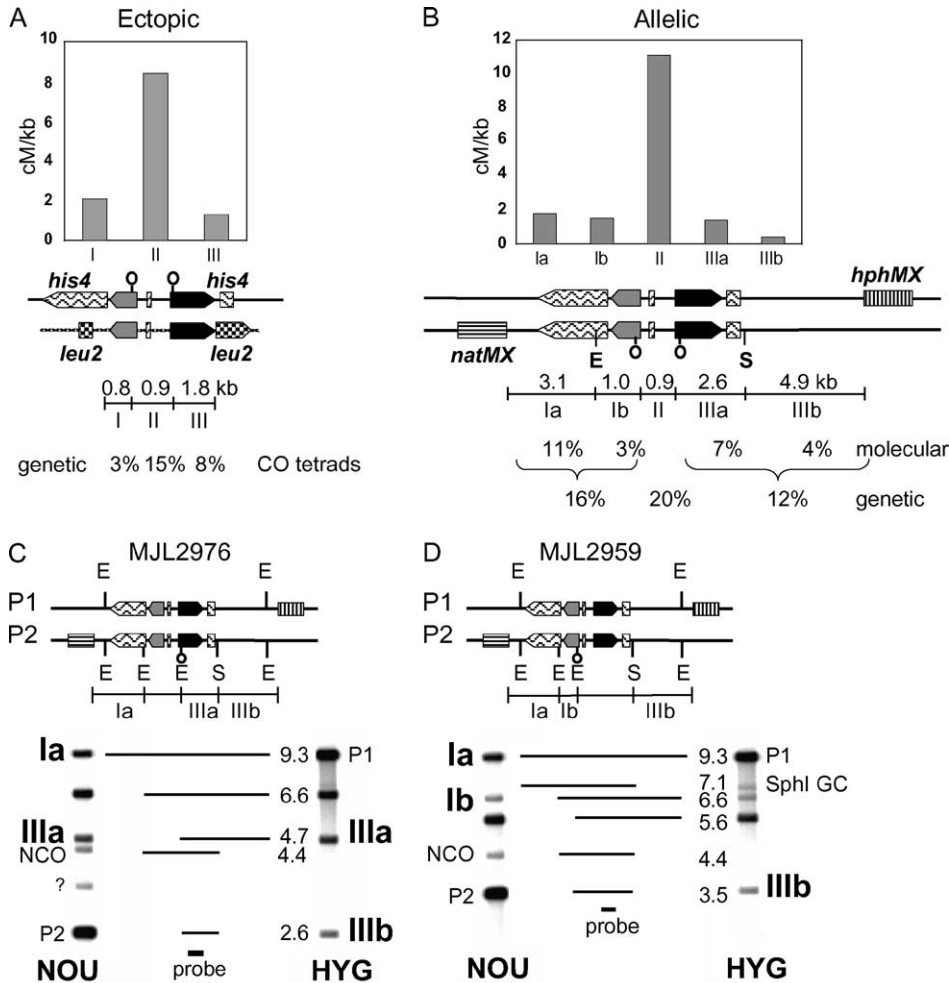 A
Ectopic
10
8
6
4
2
0
cM/kb
I II III
his4 his4
leu2 leu2
0.8 0.9 1.8 kb
I II III
genetic 3% 15% 8% CO tetrads
B
Allelic
12
10
8
6
4
2
0
cM/kb
Ia Ib II IIIa IIIb
hphMX
natMX
E S
3.1 1.0 0.9 2.6 4.9 kb
Ia Ib II IIIa IIIb
11% 3% 7% 4% molecular
16% 20% 12% genetic
C
MJL2976
E E
P1
P2
E E E S E
Ia IIIa IIIb
Ia 9.3 P1
6.6
IIIa 4.7 IIIa
NCO 4.4
?
P2 2.6 IIIb
probe
NOU HYG
D
MJL2959
E E
P1
P2
E E E S E
Ia Ib IIIb
Ia 9.3 P1
7.1 SphI GC
Ib 6.6
5.6
NCO 4.4
P2 3.5 IIIb
probe
NOU HYG